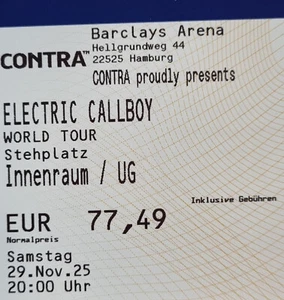 Barclays Arena
Hellgrundweg 44
22525 Hamburg
CONTRA™
CONTRA proudly presents
ELECTRIC CALLBOY
WORLD TOUR
Stehplatz
Innenraum / UG
Inklusive Gebühren
EUR 77,49
Normalpreis
Samstag
29.Nov.25
20:00 Uhr